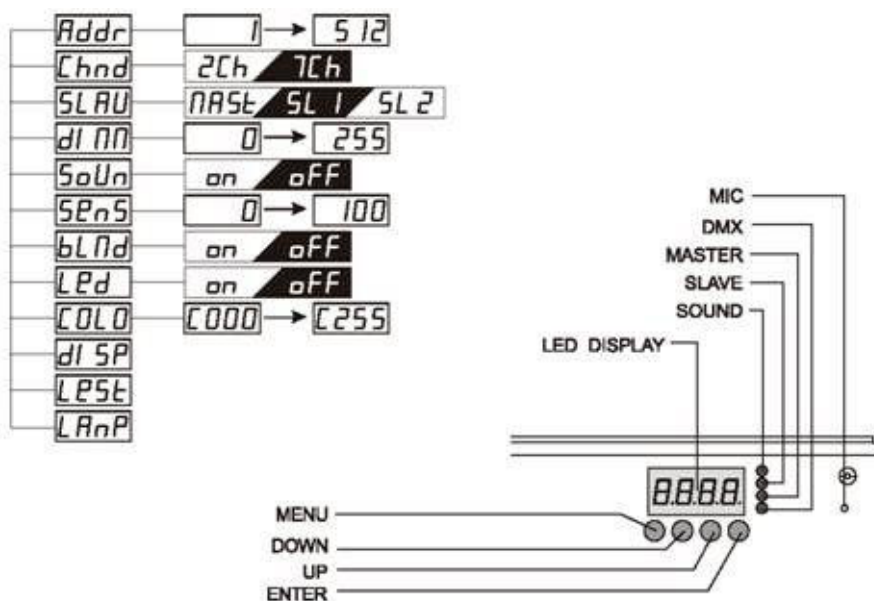 Addr 1 → 512
Chnd 2Ch 7Ch
SLAU MASt SL 1 SL 2
diMM 0 → 255
SoUn on oFF
SenS 0 → 100
bLNd on oFF
Led on oFF
COLO C000 → C255
diSP
teSt
LAnP
MIC
DMX
MASTER
SLAVE
SOUND
LED DISPLAY
8.8.8.8.
MENU
DOWN
UP
ENTER